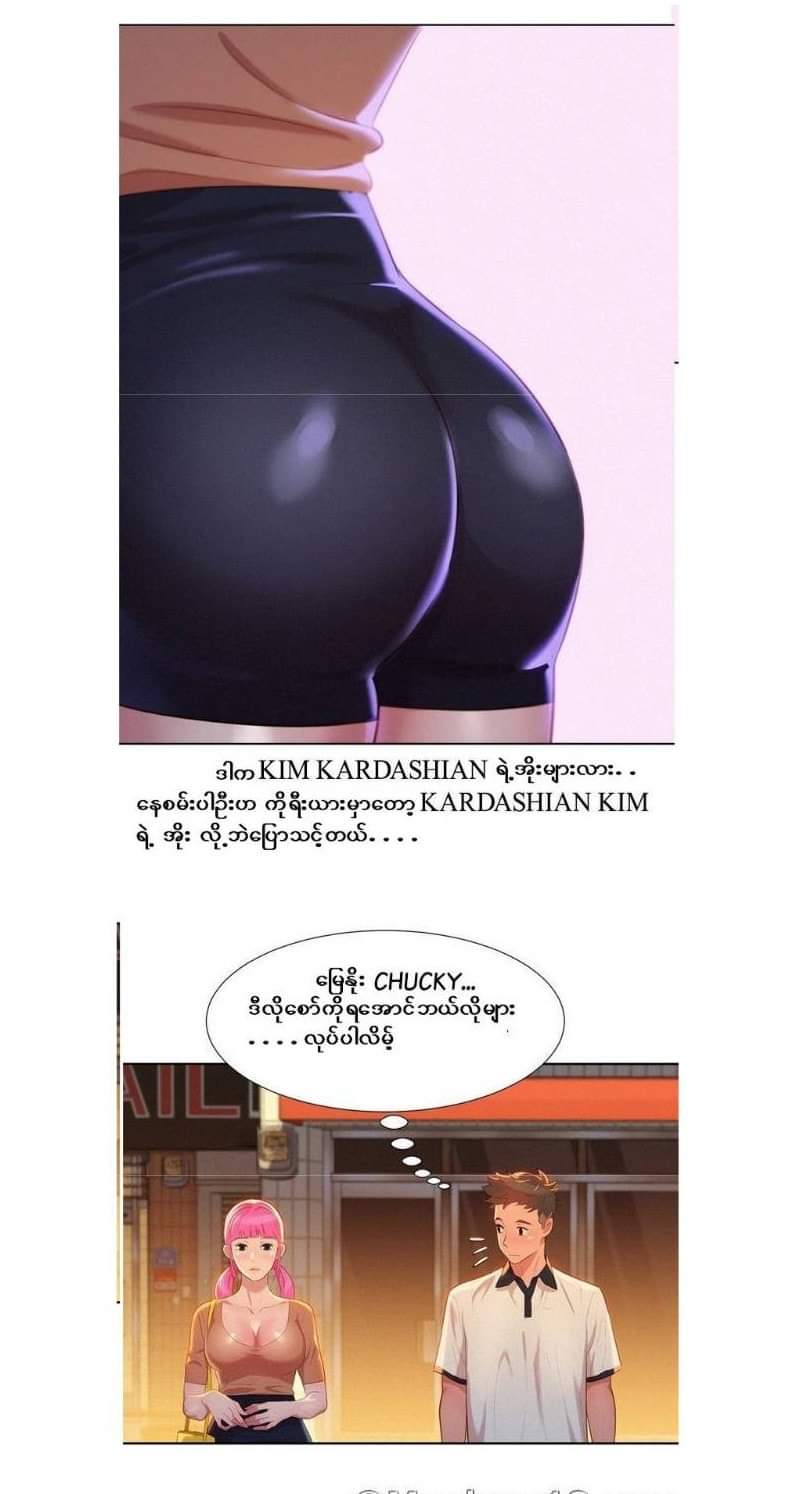 ဒါက KIM KARDASHIAN ရဲ့အိုးများလား. .
နေစမ်းပါဦးဟ ကိုရီးယားမှာတော့ KARDASHIAN KIM
ရဲ့ အိုး လို့ဘဲပြောသင့်တယ်. . . .
မြေနိုး CHUCKY...
ဒီလိုစော်ကိုရအောင်ဘယ်လိုများ
. . . . လုပ်ပါလိမ့်
AIL